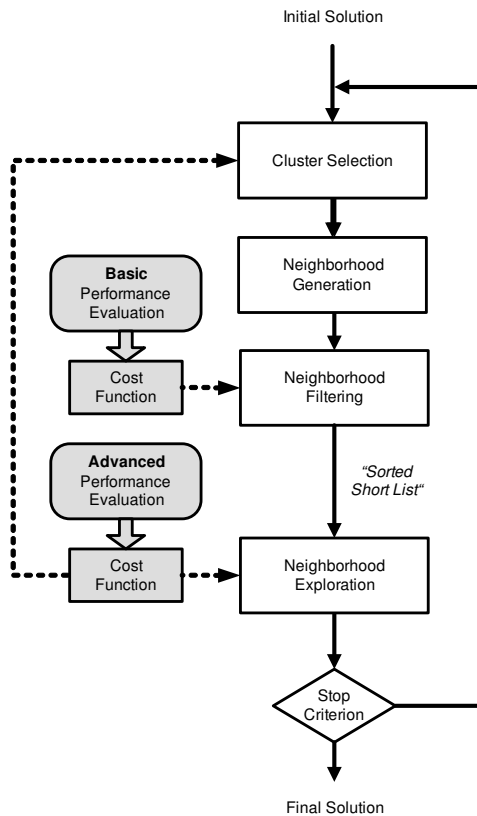 Initial Solution
Cluster Selection
Neighborhood
Generation
Basic
Performance
Evaluation
Cost
Function
Neighborhood
Filtering
Advanced
Performance
Evaluation
“Sorted
Short List“
Cost
Function
Neighborhood
Exploration
Stop
Criterion
Final Solution